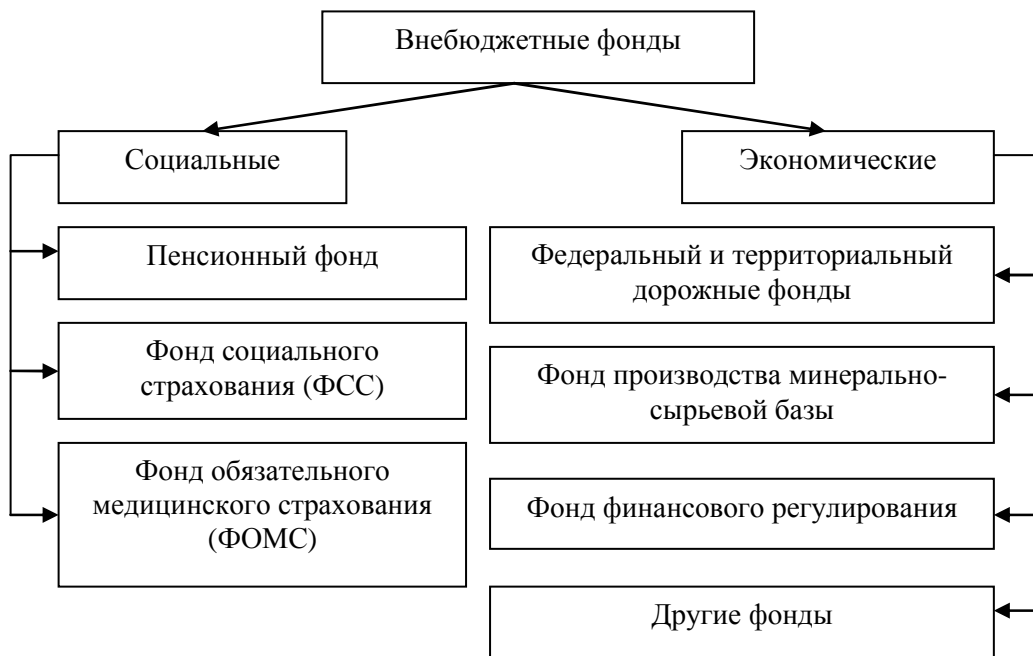 Внебюджетные фонды
Социальные
Экономические
Пенсионный фонд
Фонд социального
страхования (ФСС)
Фонд обязательного
медицинского страхования
(ФОМС)
Федеральный и территориальный
дорожные фонды
Фонд производства минерально-
сырьевой базы
Фонд финансового регулирования
Другие фонды